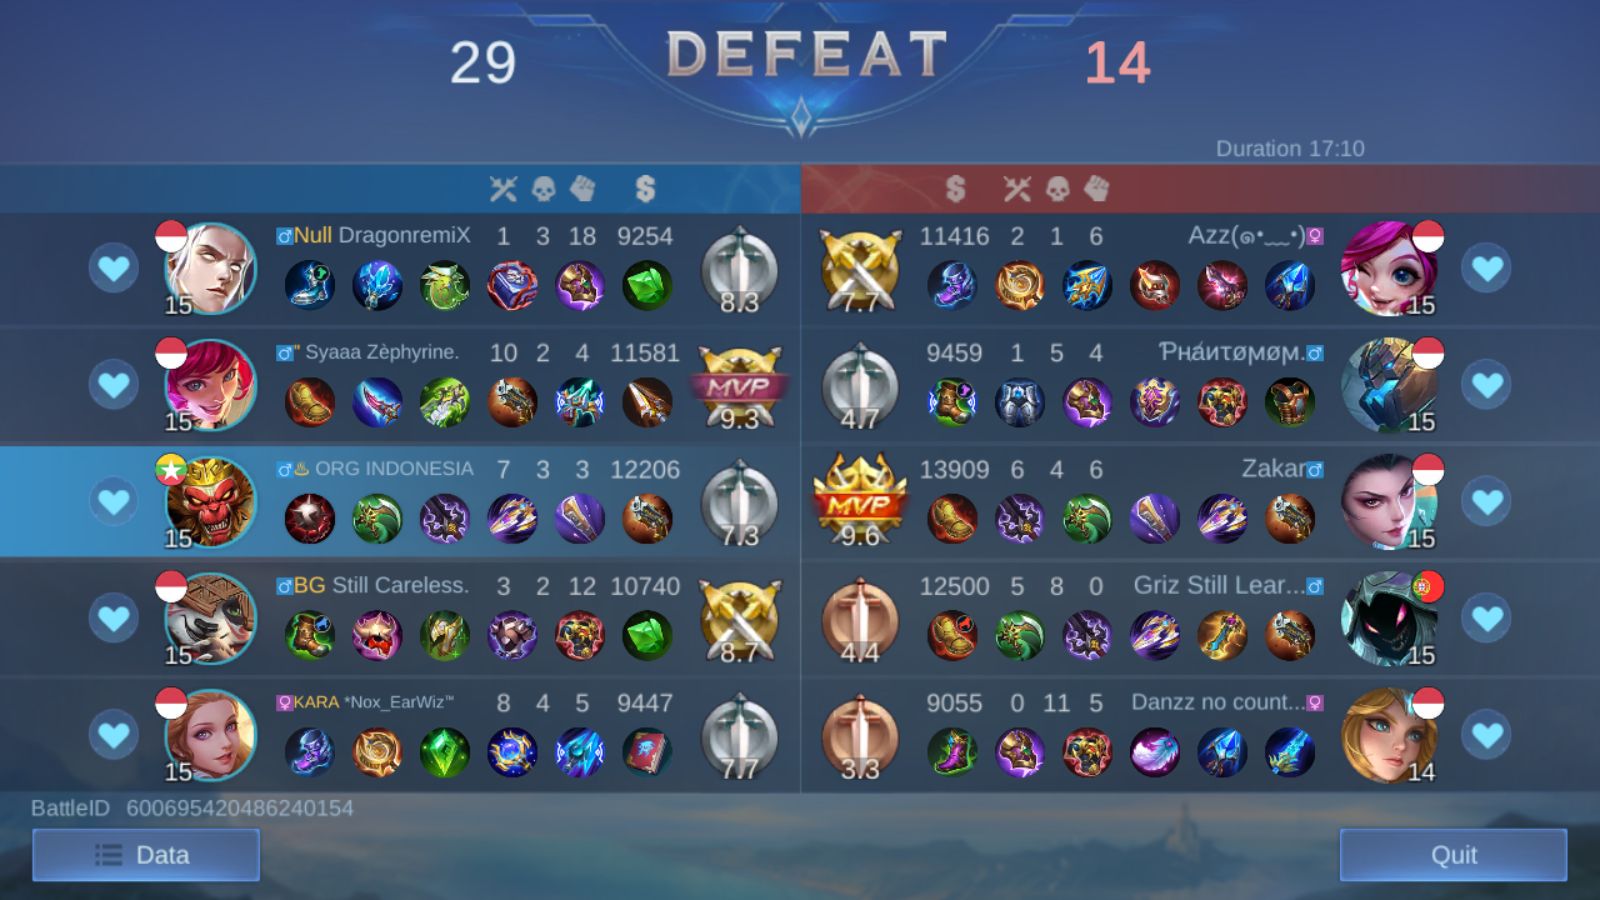 29 DEFEAT 14
Duration 17:10
Null DragonremiX 1 3 18 9254
15 8.3
11416 2 1 6 Azz(๑•﹏•)
7.7 15
" Syaaa Zèphyrine. 10 2 4 11581
15 MVP 9.3
9459 1 5 4
4.7 15
ORG INDONESIA 7 3 3 12206
15 7.3
13909 6 4 6 Zakar
MVP 9.6 15
BG Still Careless. 3 2 12 10740
15 8.7
12500 5 8 0 Griz Still Lear...
4.4 15
KARA *Nox_EarWiz™ 8 4 5 9447
15 7.7
9055 0 11 5 Danzz no count...
3.3 14
BattleID 600695420486240154
Data
Quit